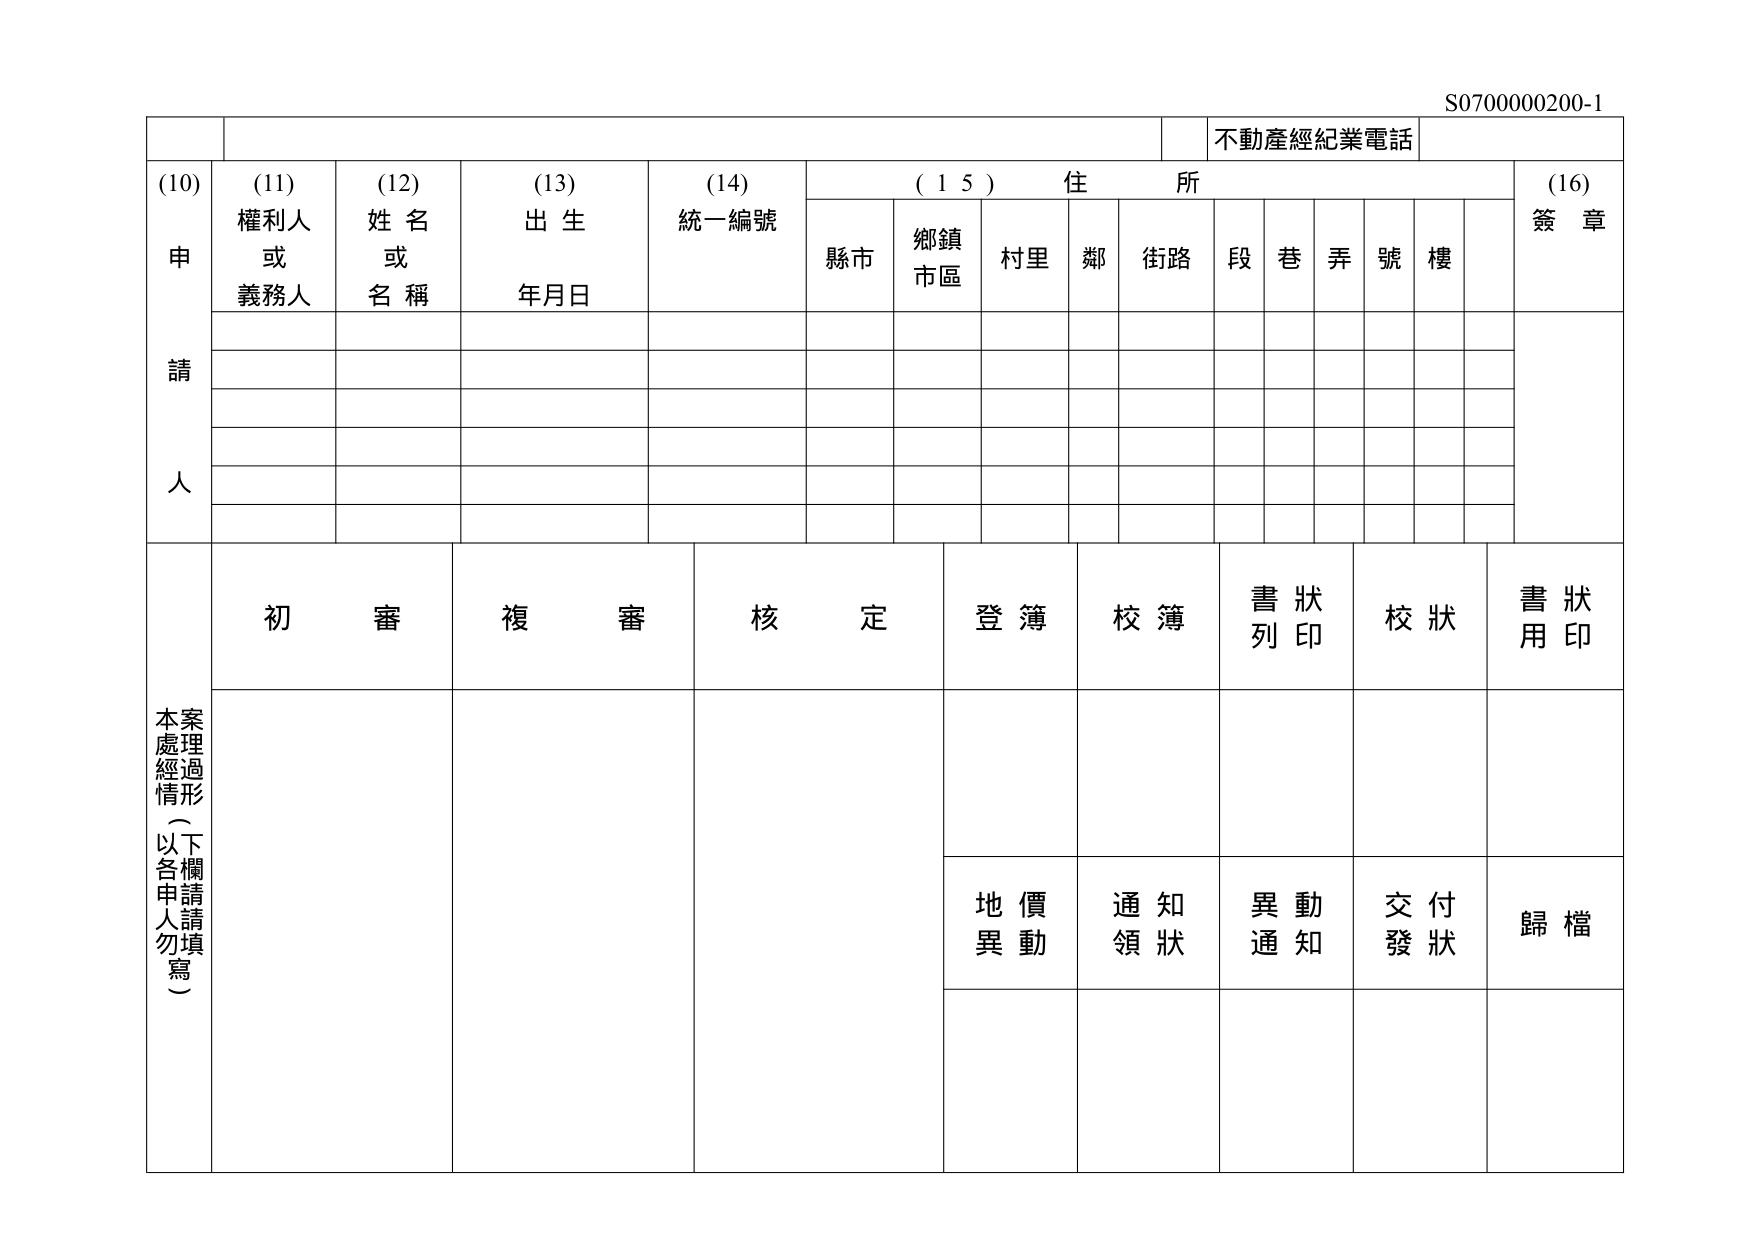 S0700000200-1
不動產經紀業電話
(10)
申
請
人
(11)
權利人
或
義務人
(12)
姓 名
或
名 稱
(13)
出 生
年月日
(14)
統一編號
(15) 住 所
縣市
鄉鎮
市區
村里
鄰
街路
段
巷
弄
號
樓
(16)
簽 章
本案處理經過情形︵以下各欄申請人請勿填寫︶
初 審
複 審
核 定
登 簿
校 簿
書 狀
列 印
校 狀
書 狀
用 印
地 價
異 動
通 知
領 狀
異 動
通 知
交 付
發 狀
歸 檔